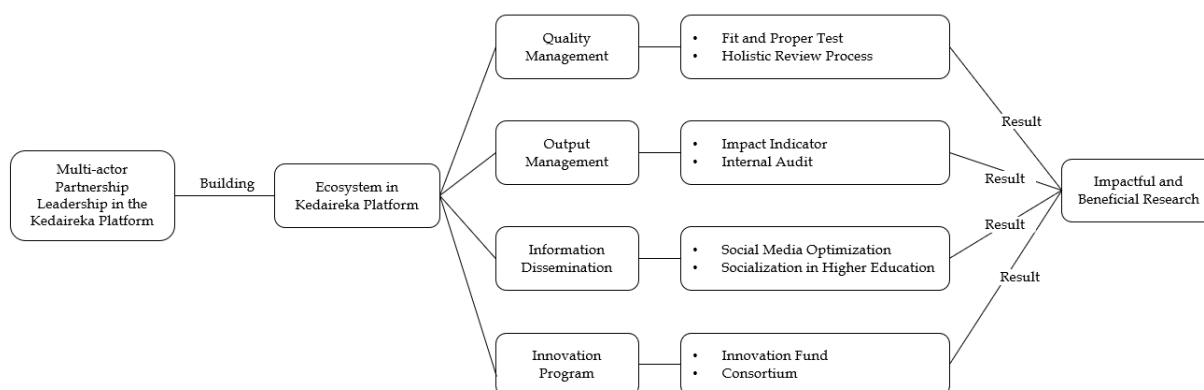 Multi-actor
Partnership
Leadership in the
Kedaireka Platform
Building
Ecosystem in
Kedaireka Platform
Quality
Management
• Fit and Proper Test
• Holistic Review Process
Result
Output
Management
• Impact Indicator
• Internal Audit
Result
Information
Dissemination
• Social Media Optimization
• Socialization in Higher Education
Result
Innovation
Program
• Innovation Fund
• Consortium
Result
Impactful and
Beneficial Research